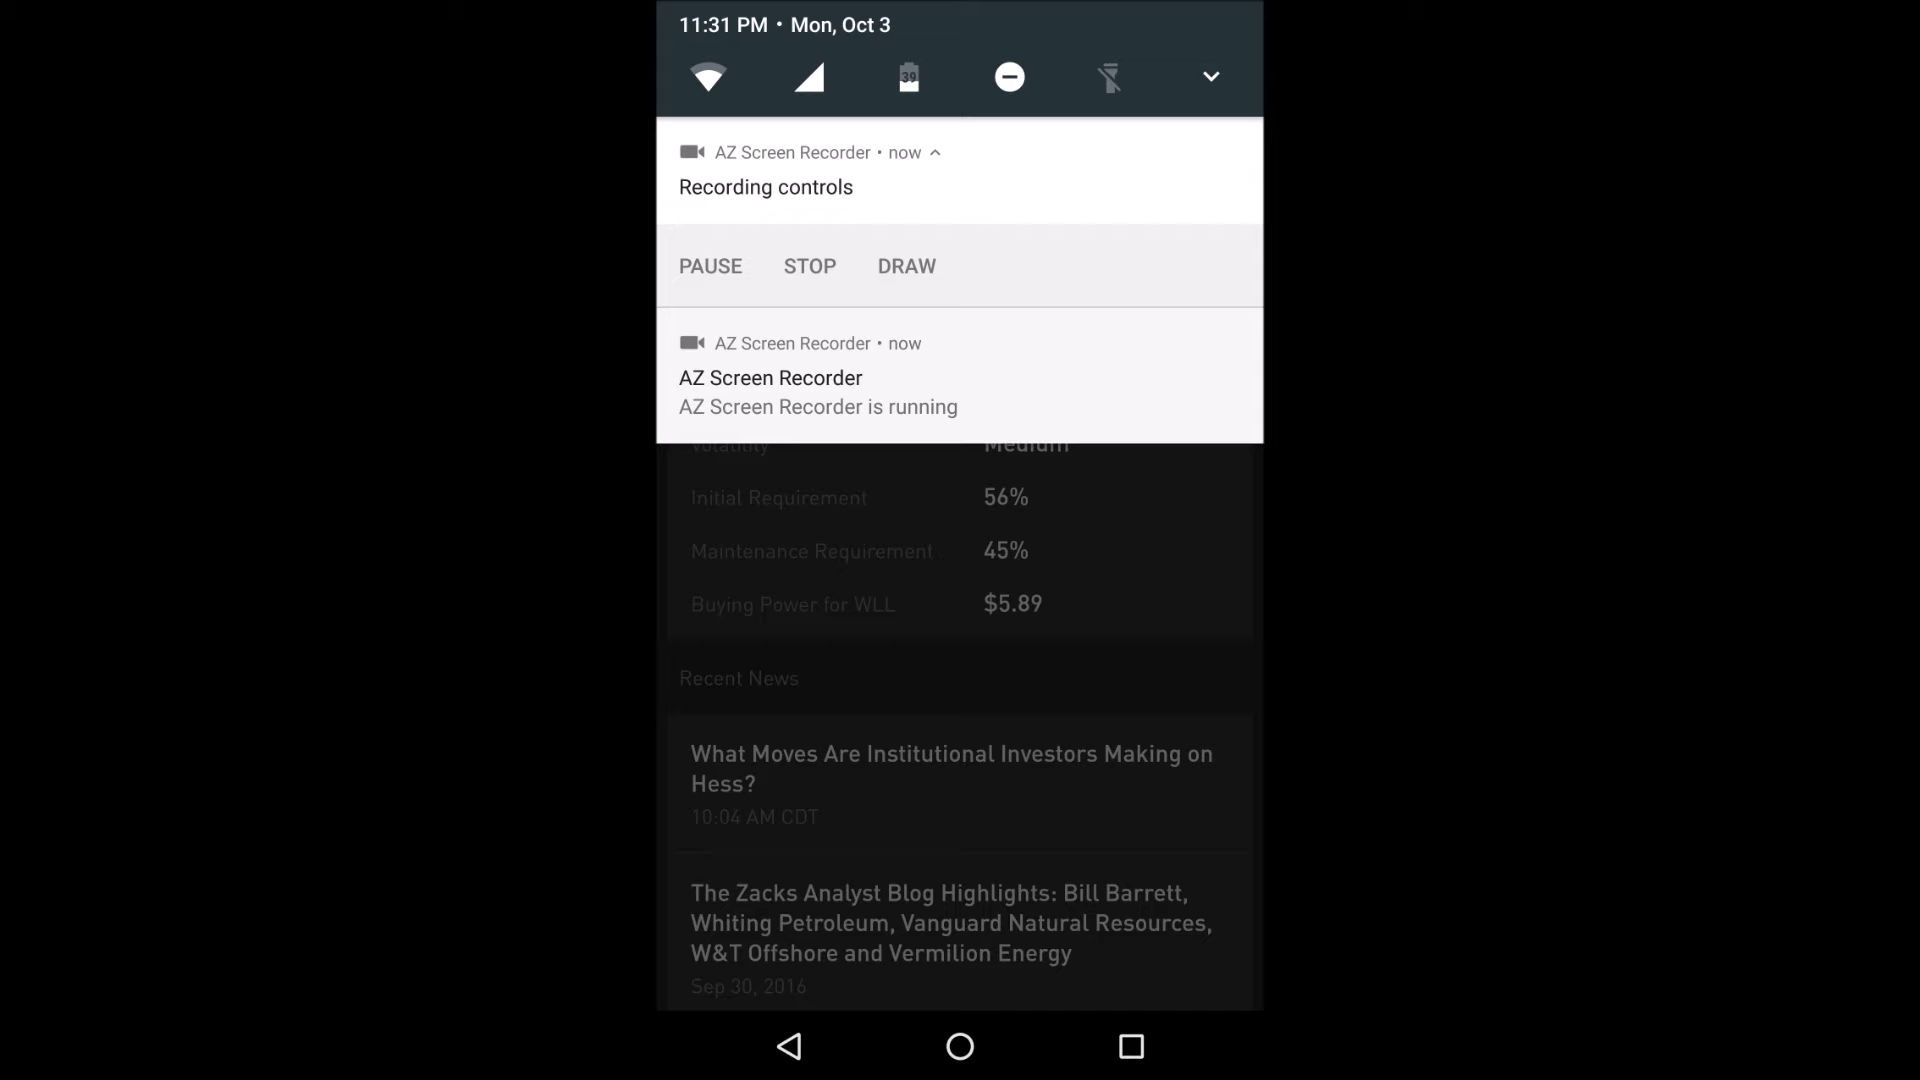 11:31 PM • Mon, Oct 3
39
AZ Screen Recorder • now
Recording controls
PAUSE STOP DRAW
AZ Screen Recorder • now
AZ Screen Recorder
AZ Screen Recorder is running
Volatility Medium
Initial Requirement 56%
Maintenance Requirement 45%
Buying Power for WLL $5.89
Recent News
What Moves Are Institutional Investors Making on
Hess?
10:04 AM CDT
The Zacks Analyst Blog Highlights: Bill Barrett,
Whiting Petroleum, Vanguard Natural Resources,
W&T Offshore and Vermilion Energy
Sep 30, 2016